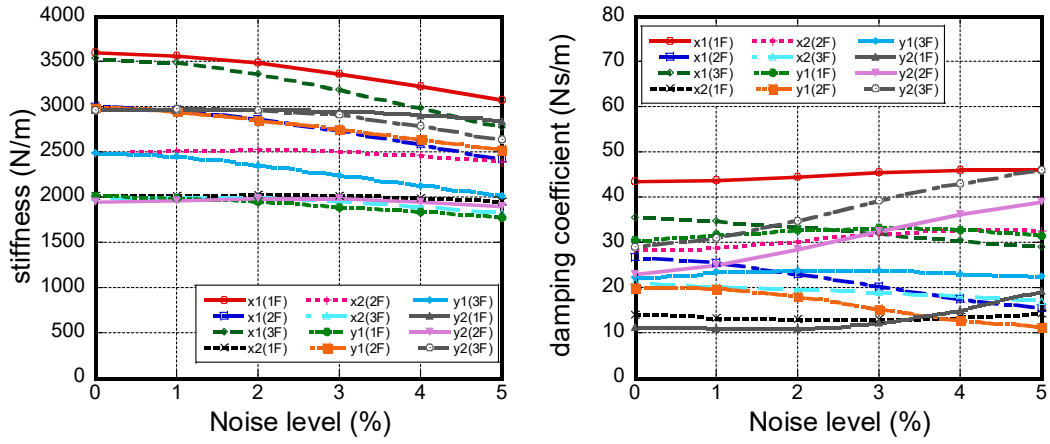 stiffness (N/m)
4000
3500
3000
2500
2000
1500
1000
500
0
x1(1F) x2(2F) y1(3F)
x1(2F) x2(3F) y2(1F)
x1(3F) y1(1F) y2(2F)
x2(1F) y1(2F) y2(3F)
0 1 2 3 4 5
Noise level (%)
damping coefficient (Ns/m)
80
70
60
50
40
30
20
10
0
x1(1F) x2(2F) y1(3F)
x1(2F) x2(3F) y2(1F)
x1(3F) y1(1F) y2(2F)
x2(1F) y1(2F) y2(3F)
0 1 2 3 4 5
Noise level (%)